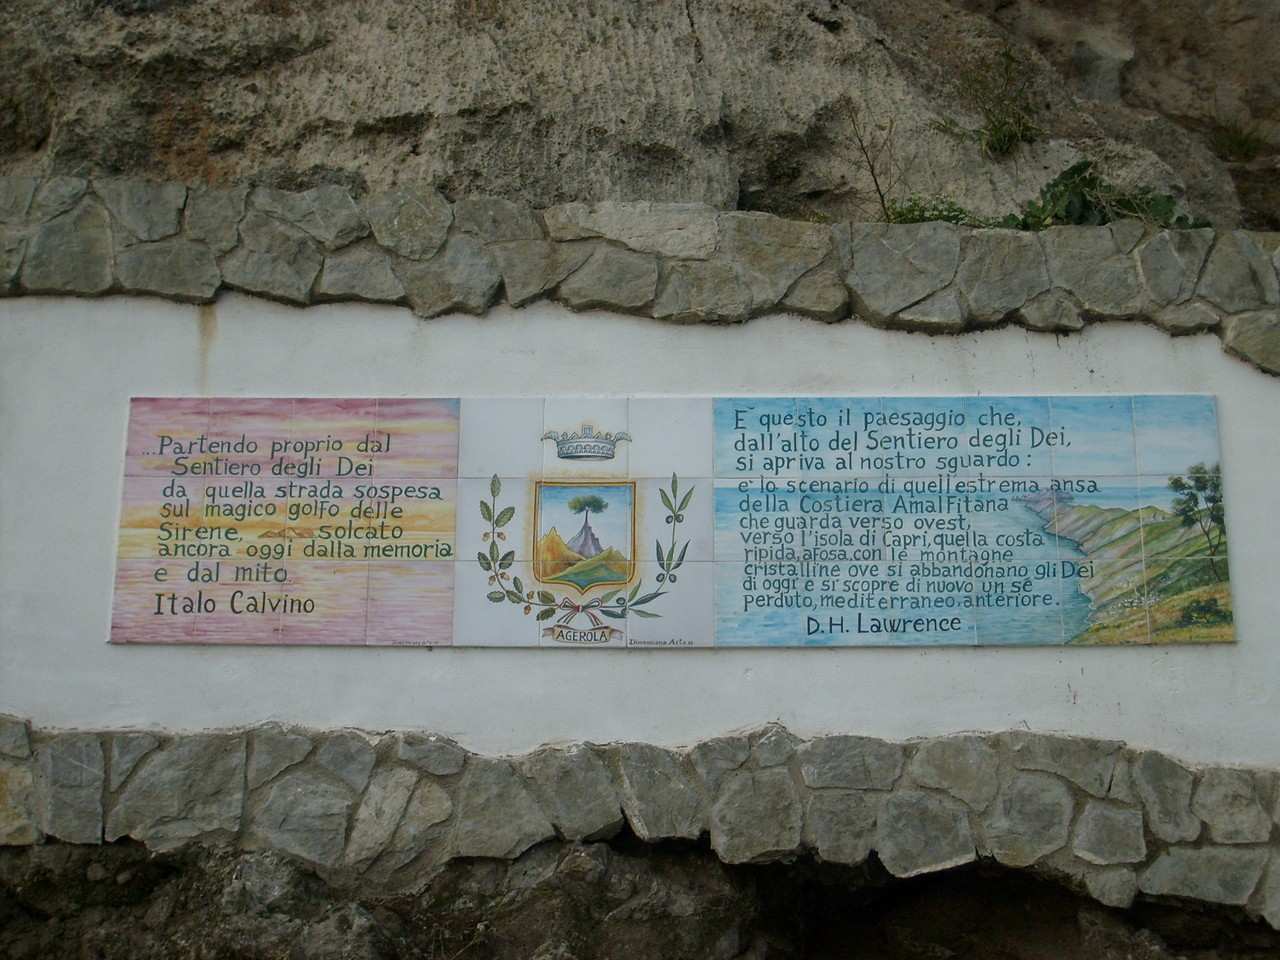 ...Partendo proprio dal
Sentiero degli Dei
da quella strada sospesa
sul magico golfo delle
Sirene, solcato
ancora oggi dalla memoria
e dal mito.
Italo Calvino
AGEROLA
Dimensione Arte
E' questo il paesaggio che,
dall'alto del Sentiero degli Dei,
si apriva al nostro sguardo:
e' lo scenario di quell'estrema ansa
della Costiera Amalfitana
che guarda verso ovest,
verso l'isola di Capri, quella costa
ripida, afosa, con le montagne
cristalline ove si abbandonano gli Dei
di oggi e si scopre di nuovo un sé
perduto, mediterraneo, anteriore.
D.H. Lawrence